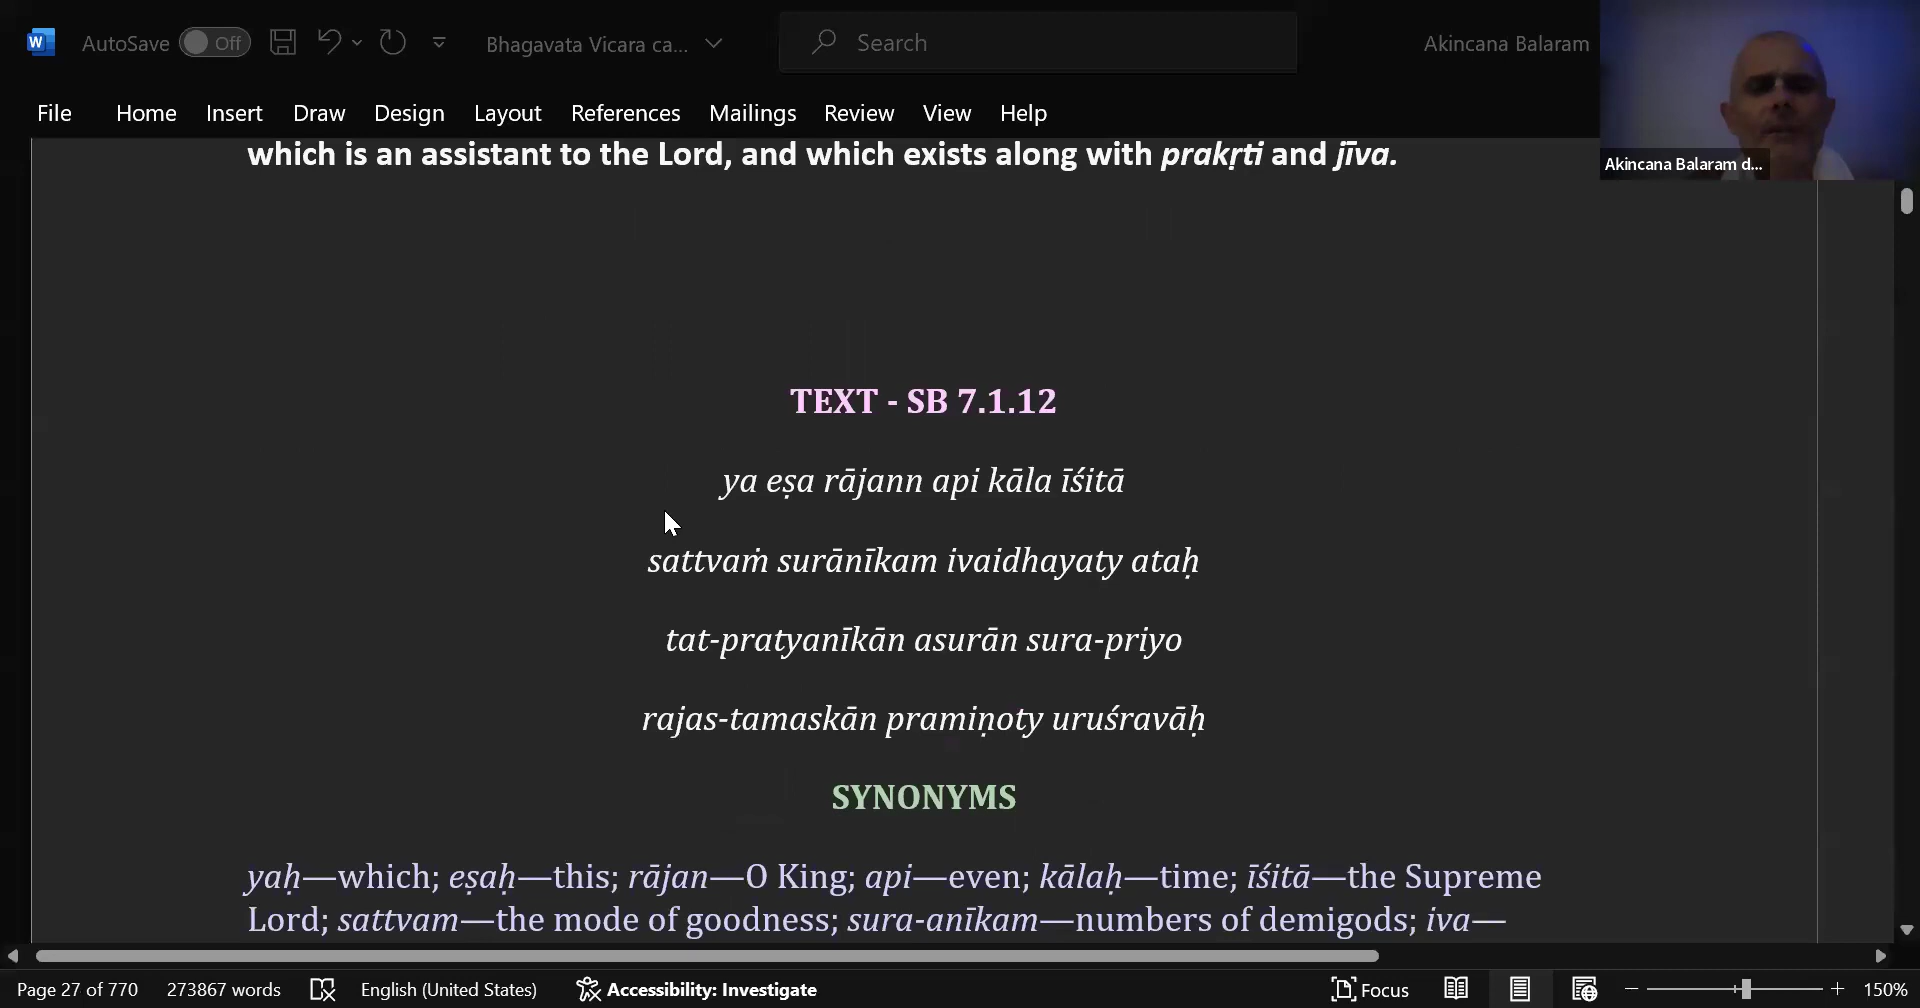 W AutoSave Off Bhagavata Vicara ca... Search Akincana Balaram
File Home Insert Draw Design Layout References Mailings Review View Help
which is an assistant to the Lord, and which exists along with prakṛti and jīva.
Akincana Balaram d...
TEXT - SB 7.1.12
ya eṣa rājann api kāla īśitā
sattvaṁ surānīkam ivaidhayaty ataḥ
tat-pratyanīkān asurān sura-priyo
rajas-tamaskān pramiṇoty uruśravāḥ
SYNONYMS
yaḥ—which; eṣaḥ—this; rājan—O King; api—even; kālaḥ—time; īśitā—the Supreme
Lord; sattvam—the mode of goodness; sura-anīkam—numbers of demigods; iva—
Page 27 of 770 273867 words English (United States) Accessibility: Investigate Focus 150%